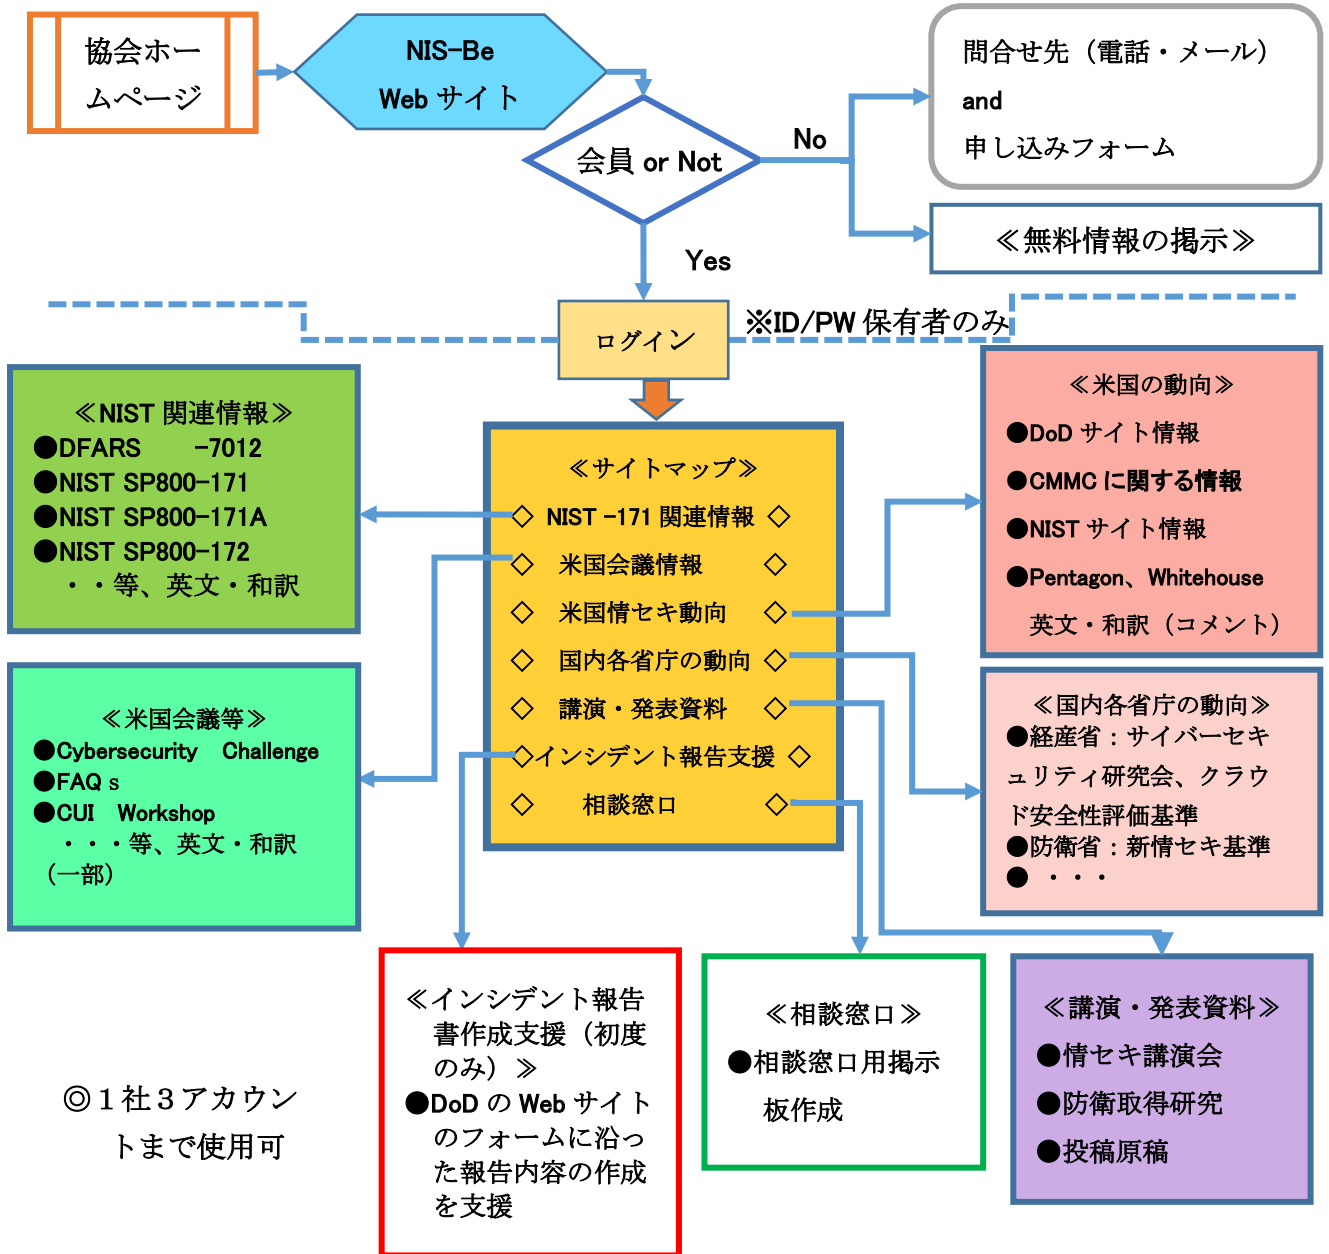 協会ホー
ムページ
NIS-Be
Web サイト
会員 or Not
No
Yes
問合せ先（電話・メール）
and
申し込みフォーム
≪無料情報の掲示≫
ログイン
※ID/PW 保有者のみ
≪NIST 関連情報≫
●DFARS　　-7012
●NIST SP800-171
●NIST SP800-171A
●NIST SP800-172
・・等、英文・和訳
≪米国会議等≫
●Cybersecurity　Challenge
●FAQ s
●CUI　Workshop
・・・等、英文・和訳
（一部）
≪サイトマップ≫
◇ NIST -171 関連情報 ◇
◇ 米国会議情報 ◇
◇ 米国情セキ動向 ◇
◇ 国内各省庁の動向 ◇
◇ 講演・発表資料 ◇
◇インシデント報告支援 ◇
◇ 相談窓口 ◇
≪米国の動向≫
●DoD サイト情報
●CMMC に関する情報
●NIST サイト情報
●Pentagon、Whitehouse
英文・和訳（コメント）
≪国内各省庁の動向≫
●経産省：サイバーセキ
ュリティ研究会、クラウ
ド安全性評価基準
●防衛省：新情セキ基準
● ・・・
≪インシデント報告
書作成支援（初度
のみ）≫
●DoD の Web サイト
のフォームに沿っ
た報告内容の作成
を支援
≪相談窓口≫
●相談窓口用掲示
板作成
≪講演・発表資料≫
●情セキ講演会
●防衛取得研究
●投稿原稿
◎１社３アカウン
トまで使用可